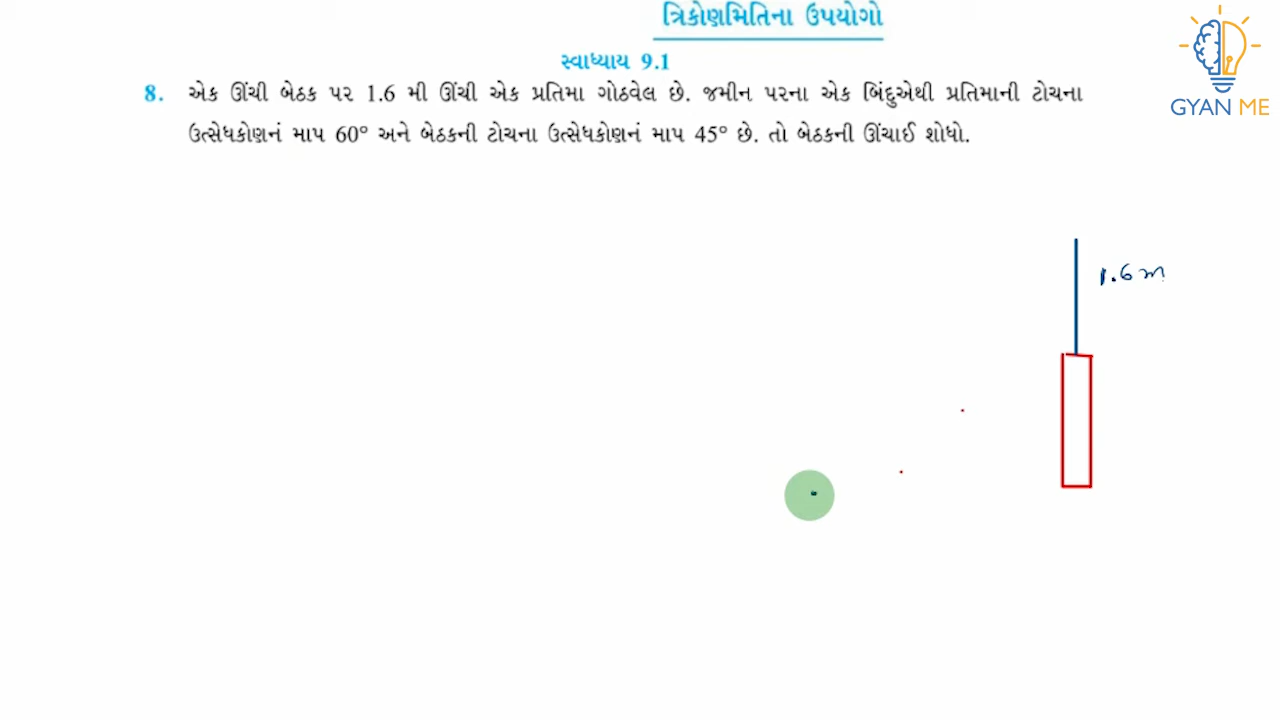 ત્રિકોણમિતિના ઉપયોગો
સ્વાધ્યાય 9.1
8. એક ઊંચી બેઠક પર 1.6 મી ઊંચી એક પ્રતિમા ગોઠવેલ છે. જમીન પરના એક બિંદુએથી પ્રતિમાની ટોચના
ઉત્સેધકોણનં માપ 60° અને બેઠકની ટોચના ઉત્સેધકોણનં માપ 45° છે. તો બેઠકની ઊંચાઈ શોધો.
1.6 m
GYAN ME